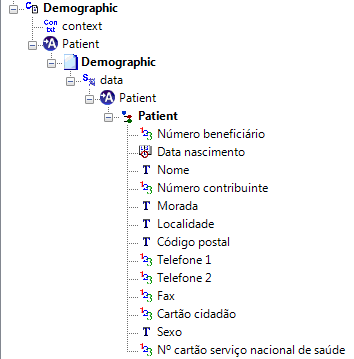 Demographic
context
Patient
Demographic
data
Patient
Patient
Número beneficiário
Data nascimento
T Nome
Número contribuinte
T Morada
T Localidade
T Código postal
Telefone 1
Telefone 2
Fax
Cartão cidadão
T Sexo
Nº cartão serviço nacional de saúde